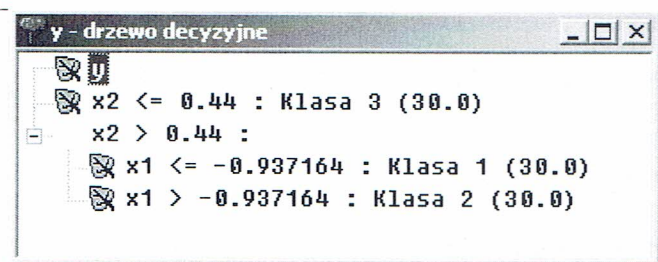 y - drzewo decyzyjne
y
x2 <= 0.44 : Klasa 3 (30.0)
x2 > 0.44 :
x1 <= -0.937164 : Klasa 1 (30.0)
x1 > -0.937164 : Klasa 2 (30.0)